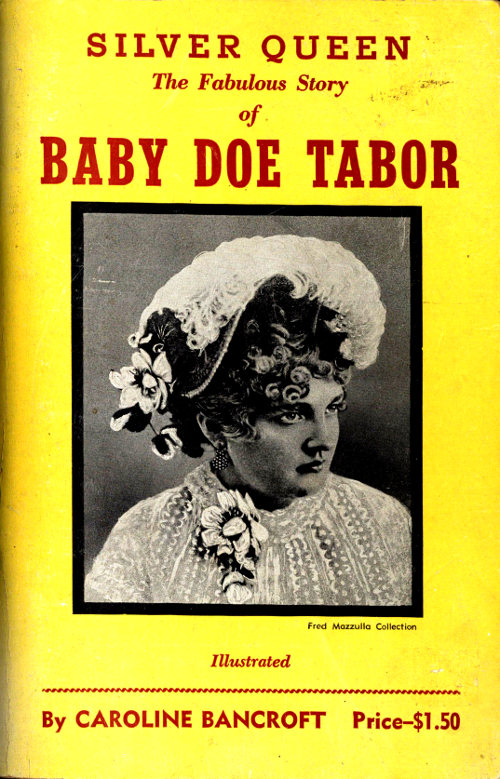 SILVER QUEEN
The Fabulous Story
of
BABY DOE TABOR
Fred Mazzulla Collection
Illustrated
By CAROLINE BANCROFT Price–$1.50